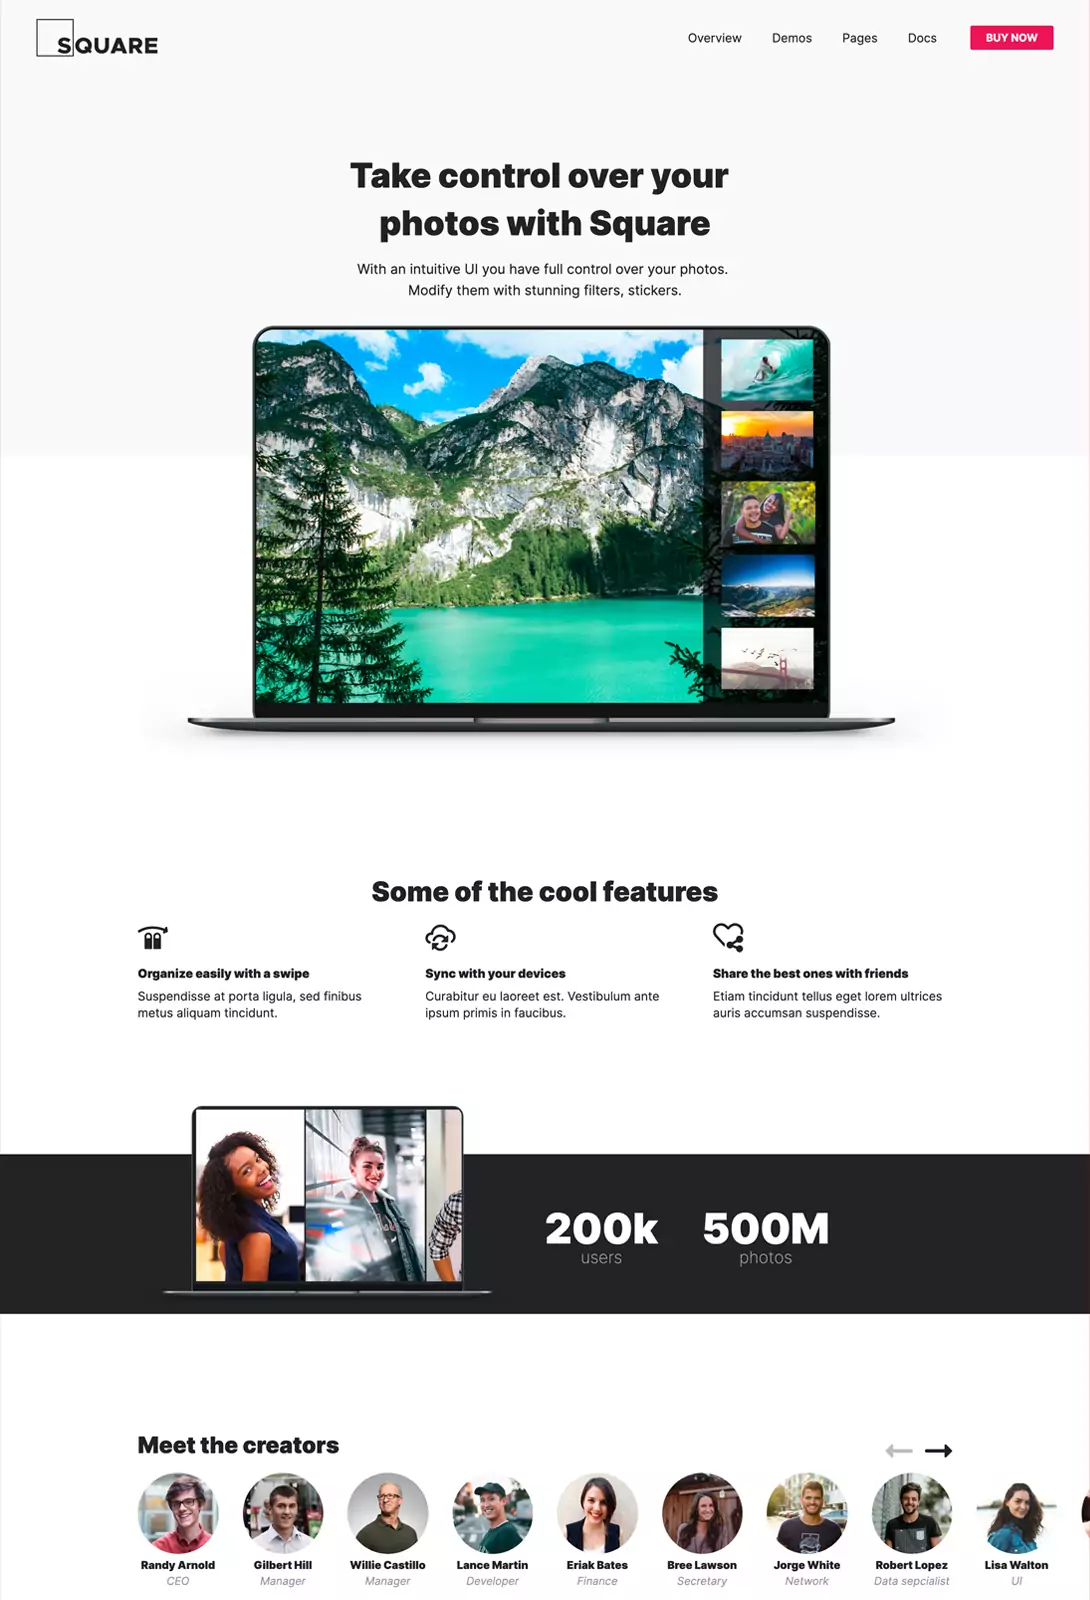 SQUARE
Overview Demos Pages Docs BUY NOW
Take control over your
photos with Square
With an intuitive UI you have full control over your photos.
Modify them with stunning filters, stickers.
Some of the cool features
Organize easily with a swipe
Suspendisse at porta ligula, sed finibus
metus aliquam tincidunt.
Sync with your devices
Curabitur eu laoreet est. Vestibulum ante
ipsum primis in faucibus.
Share the best ones with friends
Etiam tincidunt tellus eget lorem ultrices
auris accumsan suspendisse.
200k
users
500M
photos
Meet the creators
Randy Arnold
CEO
Gilbert Hill
Manager
Willie Castillo
Manager
Lance Martin
Developer
Eriak Bates
Finance
Bree Lawson
Secretary
Jorge White
Network
Robert Lopez
Data sepcialist
Lisa Walton
UI